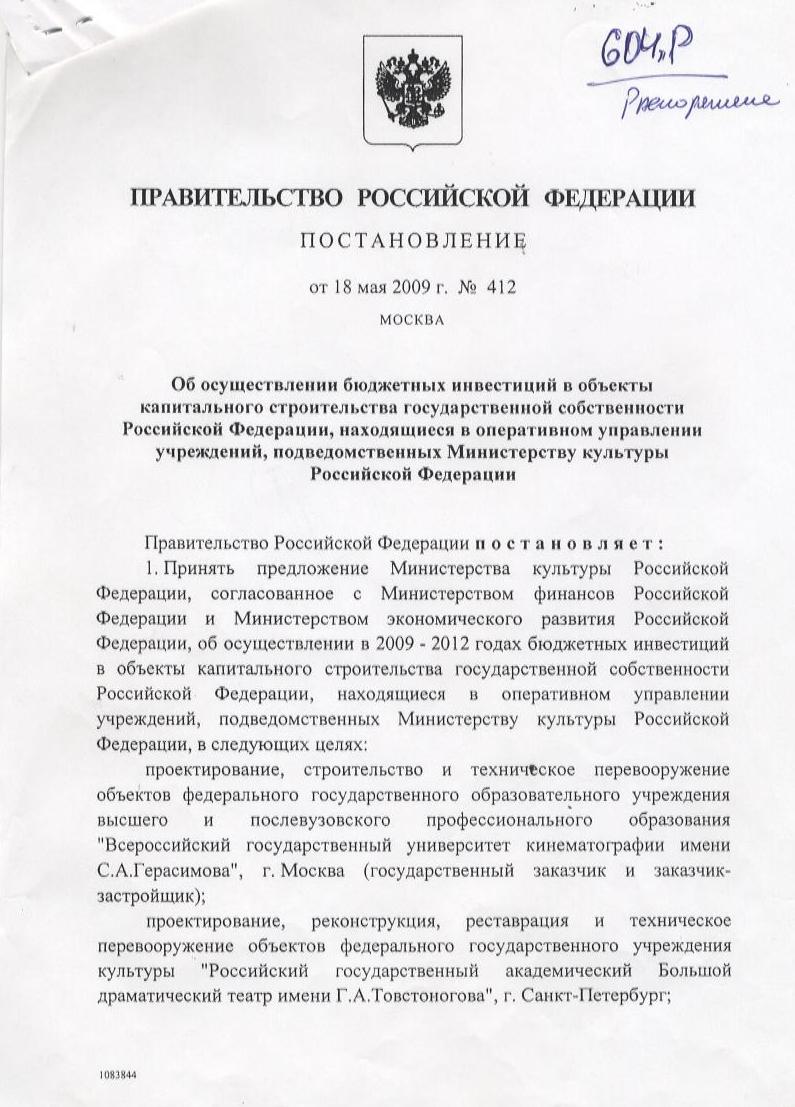 604-р
ПРАВИТЕЛЬСТВО РОССИЙСКОЙ ФЕДЕРАЦИИ
ПОСТАНОВЛЕНИЕ
от 18 мая 2009 г. № 412
МОСКВА
Об осуществлении бюджетных инвестиций в объекты
капитального строительства государственной собственности
Российской Федерации, находящиеся в оперативном управлении
учреждений, подведомственных Министерству культуры
Российской Федерации
Правительство Российской Федерации постановляет:
1. Принять предложение Министерства культуры Российской
Федерации, согласованное с Министерством финансов Российской
Федерации и Министерством экономического развития Российской
Федерации, об осуществлении в 2009 - 2012 годах бюджетных инвестиций
в объекты капитального строительства государственной собственности
Российской Федерации, находящиеся в оперативном управлении
учреждений, подведомственных Министерству культуры Российской
Федерации, в следующих целях:
проектирование, строительство и техническое перевооружение
объектов федерального государственного образовательного учреждения
высшего и послевузовского профессионального образования
"Всероссийский государственный университет кинематографии имени
С.А.Герасимова", г. Москва (государственный заказчик и заказчик-
застройщик);
проектирование, реконструкция, реставрация и техническое
перевооружение объектов федерального государственного учреждения
культуры "Российский государственный академический Большой
драматический театр имени Г.А.Товстоногова", г. Санкт-Петербург;
1083844